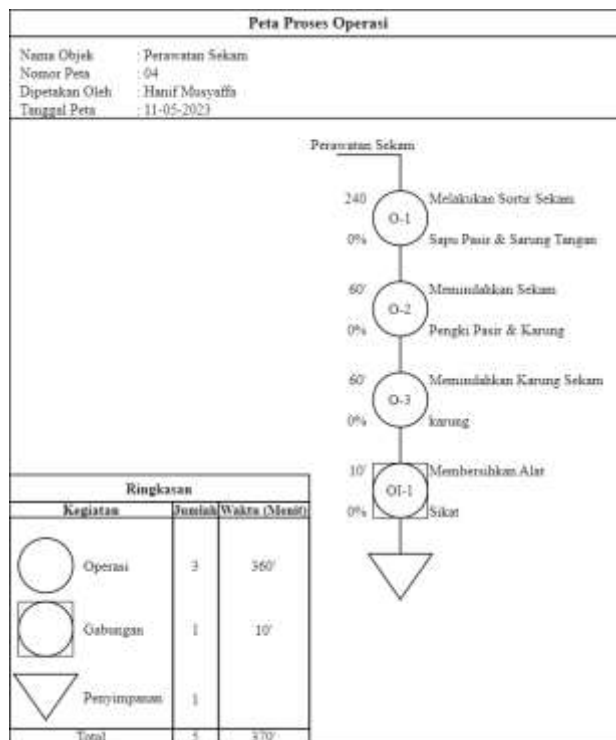 Peta Proses Operasi
Nama Objek : Perawatan Sekam
Nomor Peta : 04
Dipetakan Oleh : Hanif Musyaffa
Tanggal Peta : 11-05-2023
Perawatan Sekam
240 Melakukan Sortir Sekam
O-1
0% Sapu Pasir & Sarung Tangan
60' Memindahkan Sekam
O-2
0% Pengki Pasir & Karung
60' Memindahkan Karung Sekam
O-3
0% karung
10' Membersihkan Alat
OI-1
0% Sikat
Ringkasan
Kegiatan Jumlah Waktu (Menit)
Operasi 3 360'
Gabungan 1 10'
Penyimpanan 1
Total 5 370'